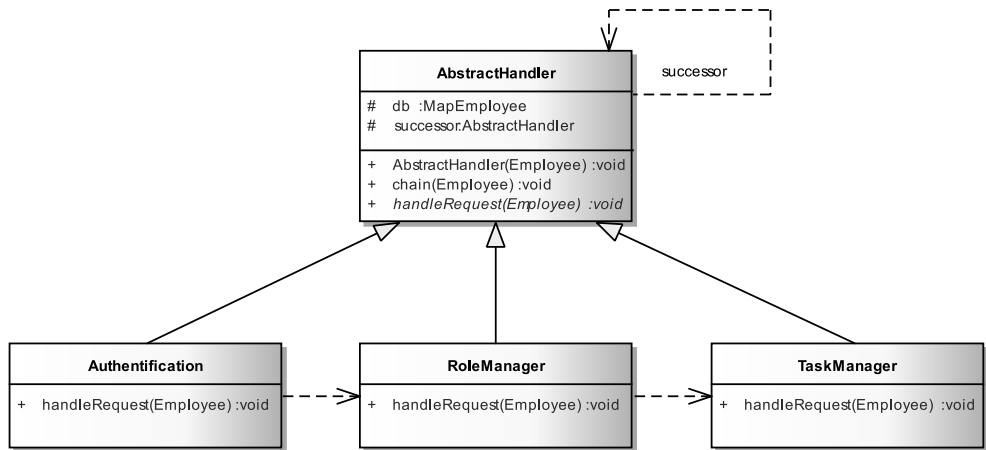 AbstractHandler
successor
# db :MapEmployee
# successor:AbstractHandler
+ AbstractHandler(Employee) :void
+ chain(Employee) :void
+ handleRequest(Employee) :void
Authentification
+ handleRequest(Employee) :void
RoleManager
+ handleRequest(Employee) :void
TaskManager
+ handleRequest(Employee) :void